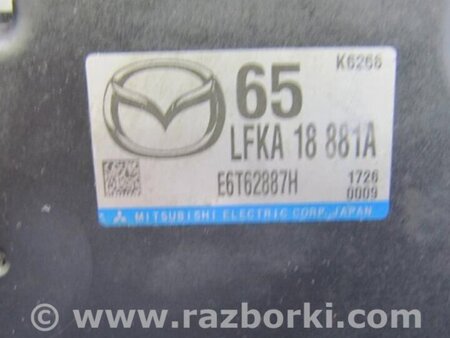 K6266
65
LFKA 18 881A
E6T62887H
1726
0009
MITSUBISHI ELECTRIC CORP. JAPAN
© www.razborki.com